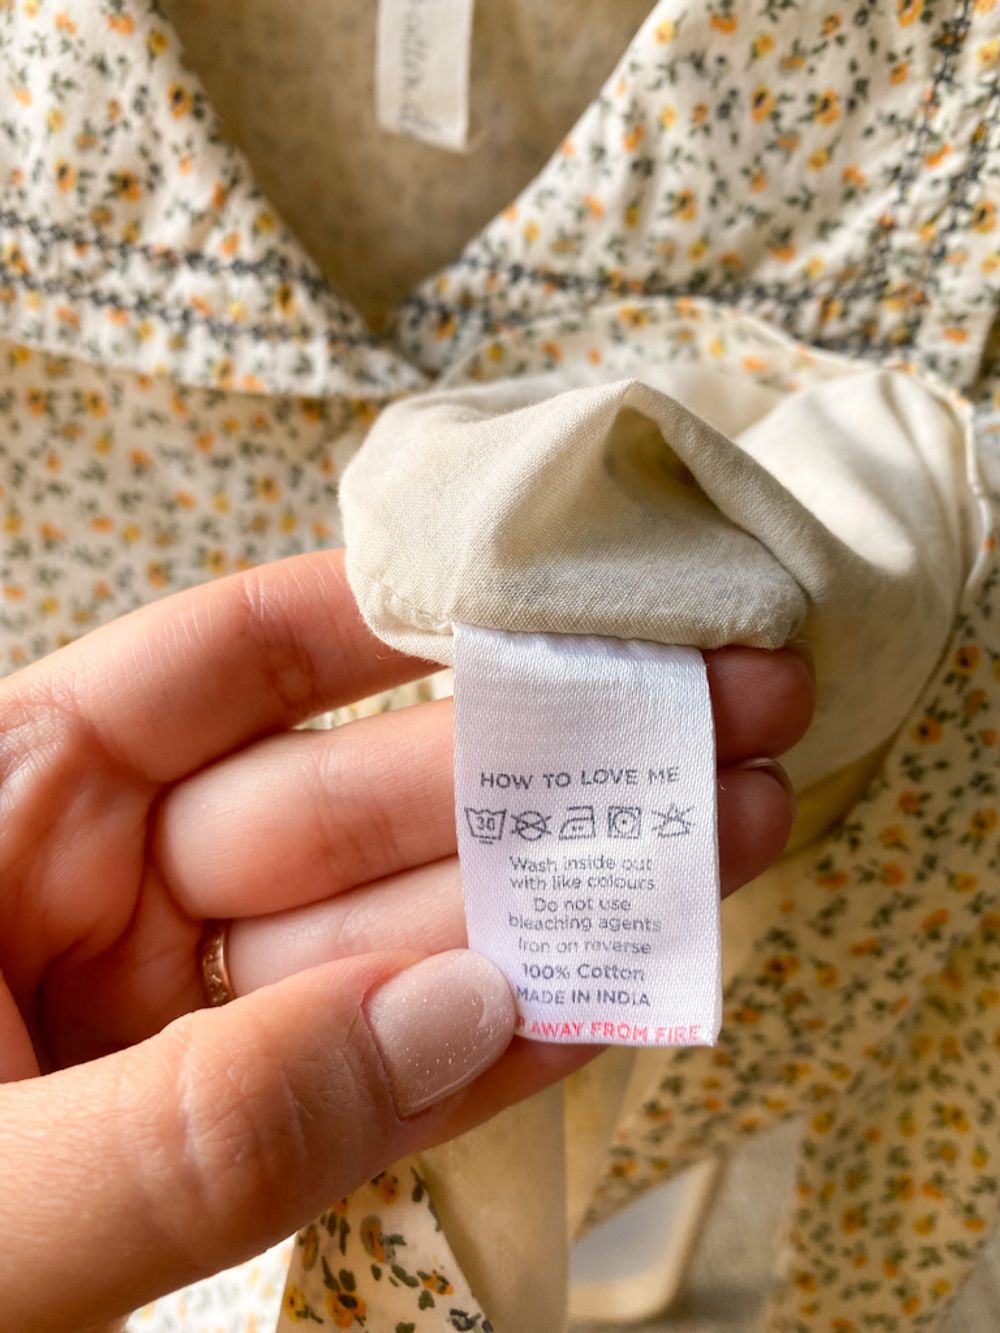 HOW TO LOVE ME
30
Wash inside out
with like colours
Do not use
bleaching agents
Iron on reverse
100% Cotton
MADE IN INDIA
AWAY FROM FIRE